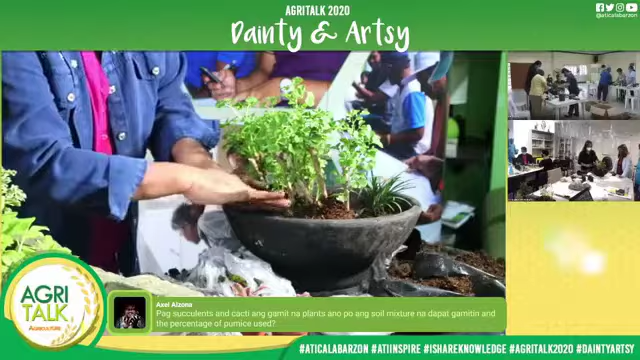 AGRITALK 2020
Dainty & Artsy
@aticalabarzon
AGRI
TALK
AGRICULTURE
Axel Alzona
Pag succulents and cacti ang gamit na plants ano po ang soil mixture na dapat gamitin and
the percentage of pumice used?
#ATICALABARZON #ATIINSPIRE #ISHAREKNOWLEDGE #AGRITALK2020 #DAINTYARTSY